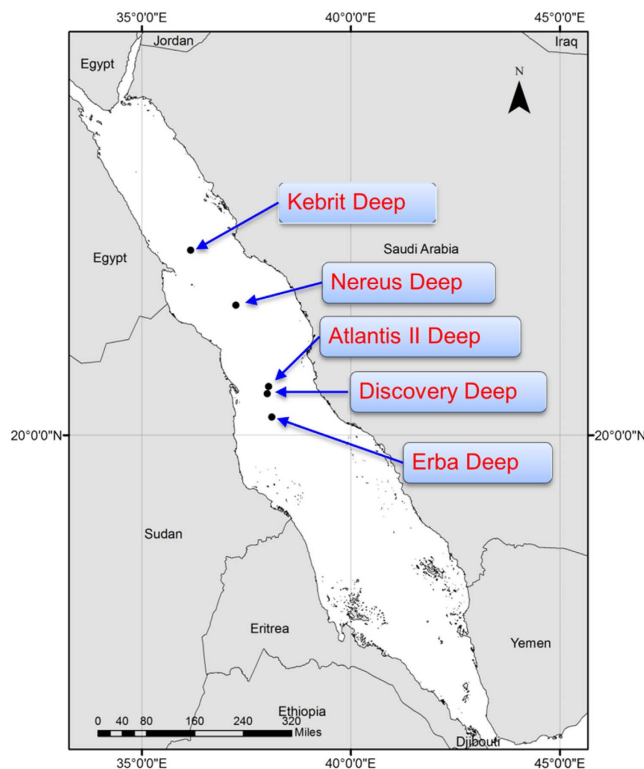 35°0'0"E 40°0'0"E 45°0'0"E
Jordan
Iraq
Egypt
N
Kebrit Deep
Saudi Arabia
Egypt
Nereus Deep
Atlantis II Deep
Discovery Deep
20°0'0"N 20°0'0"N
Erba Deep
Sudan
Eritrea
Yemen
Ethiopia
0 40 80 160 240 320
Miles
Djibouti
35°0'0"E 40°0'0"E 45°0'0"E